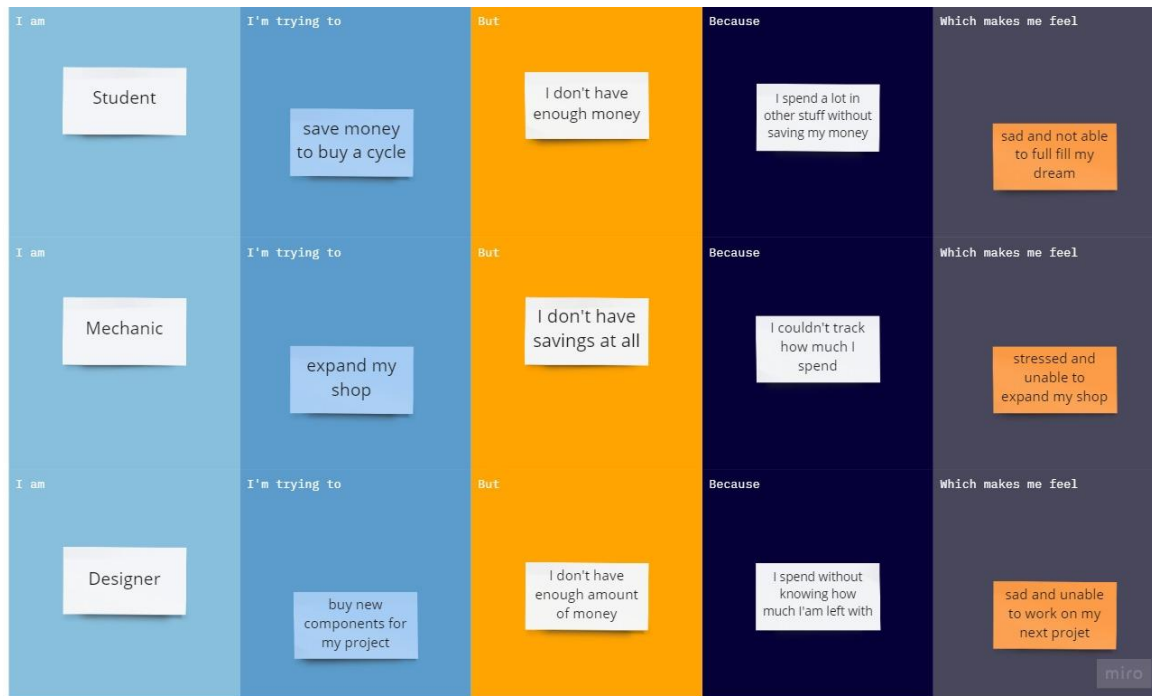 I am
I'm trying to
But
Because
Which makes me feel
Student
save money
to buy a cycle
I don't have
enough money
I spend a lot in
other stuff without
saving my money
sad and not able
to full fill my
dream
I am
I'm trying to
But
Because
Which makes me feel
Mechanic
expand my
shop
I don't have
savings at all
I couldn't track
how much I
spend
stressed and
unable to
expand my shop
I am
I'm trying to
But
Because
Which makes me feel
Designer
buy new
components for
my project
I don't have
enough amount
of money
I spend without
knowing how
much I'am left with
sad and unable
to work on my
next projet
miro